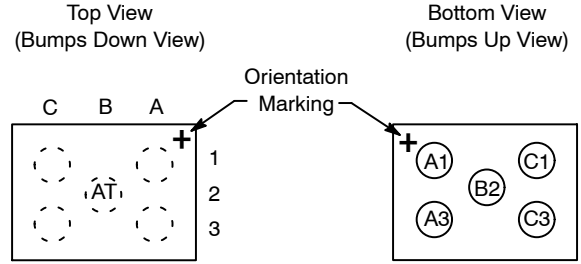 Top View
(Bumps Down View)
Bottom View
(Bumps Up View)
Orientation
Marking
C B A
+
1
AT
2
3
+
A1
C1
B2
A3
C3